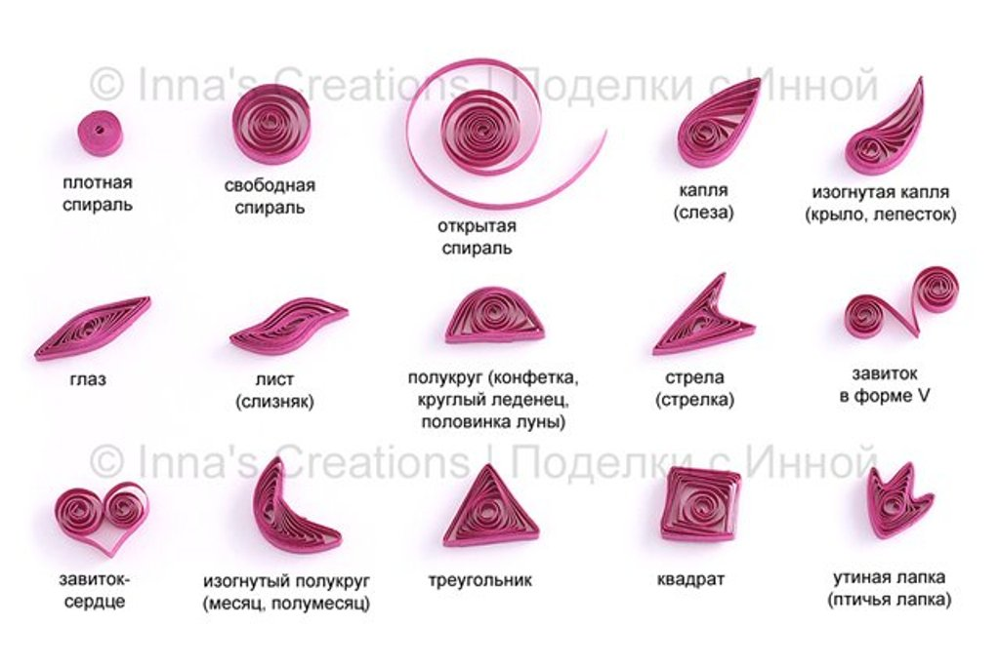 © Inna's Creations | Поделки с Инной
плотная
спираль
свободная
спираль
открытая
спираль
капля
(слеза)
изогнутая капля
(крыло, лепесток)
глаз
лист
(слизняк)
полукруг (конфетка,
круглый леденец,
половинка луны)
стрела
(стрелка)
завиток
в форме V
© Inna's Creations | Поделки с Инной
завиток-
сердце
изогнутый полукруг
(месяц, полумесяц)
треугольник
квадрат
утиная лапка
(птичья лапка)